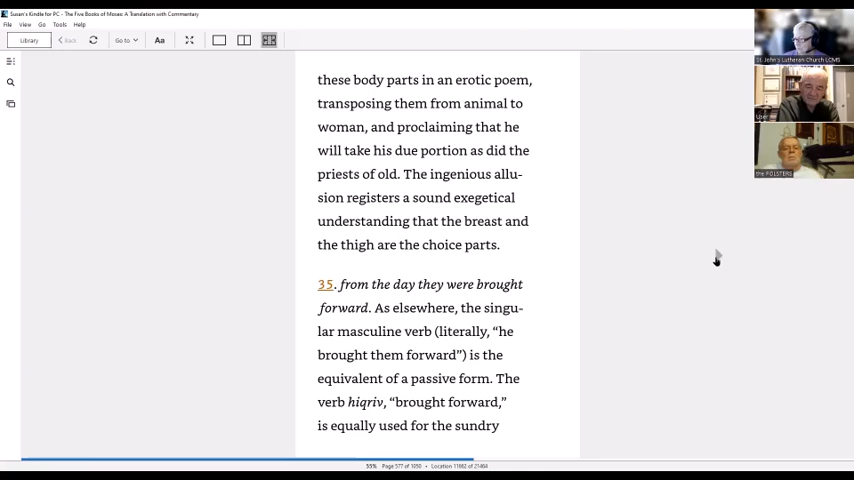 Susan's Kindle for PC - The Five Books of Moses: A Translation with Commentary
File View Go Tools Help
Library
Back
Go to
Aa
St. John's Lutheran Church LCMS
User
the POLSTERS
these body parts in an erotic poem,
transposing them from animal to
woman, and proclaiming that he
will take his due portion as did the
priests of old. The ingenious allu-
sion registers a sound exegetical
understanding that the breast and
the thigh are the choice parts.
35. from the day they were brought
forward. As elsewhere, the singu-
lar masculine verb (literally, “he
brought them forward”) is the
equivalent of a passive form. The
verb hiqriv, “brought forward,”
is equally used for the sundry
55% Page 577 of 1050 • Location 11082 of 21464